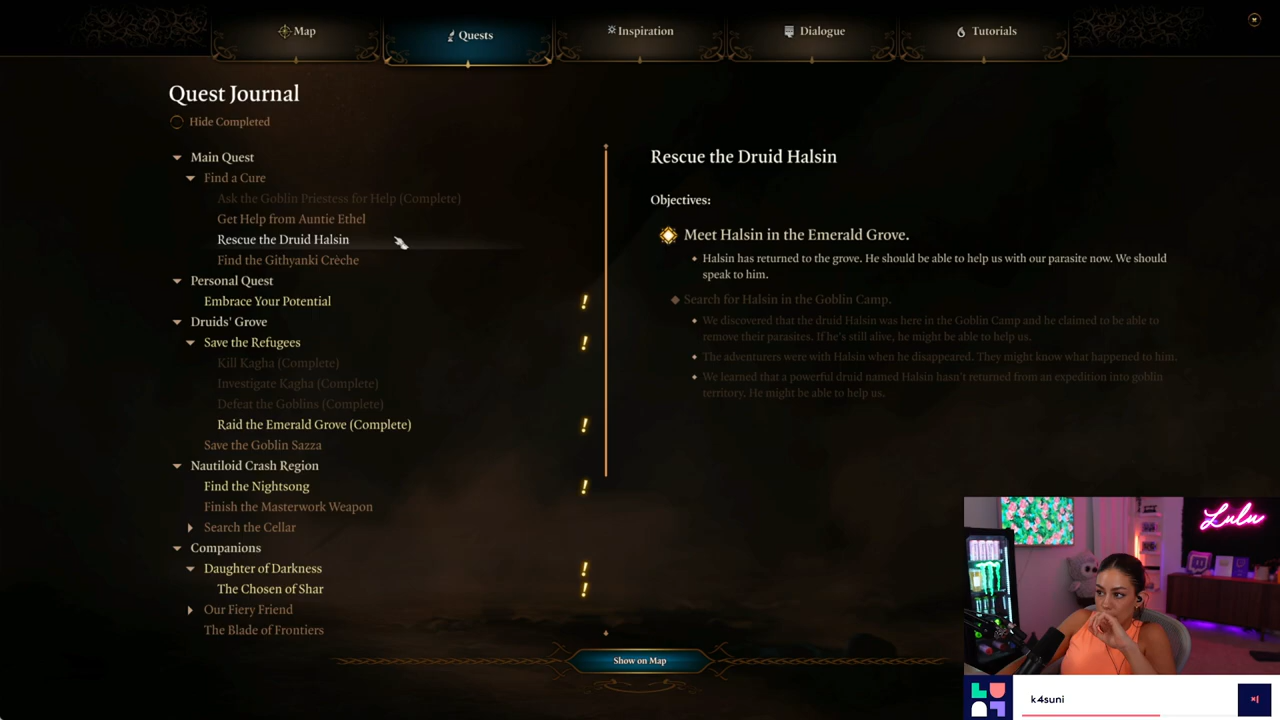 Map
Quests
Inspiration
Dialogue
Tutorials
Quest Journal
Hide Completed
Main Quest
Find a Cure
Ask the Goblin Priestess for Help (Complete)
Get Help from Auntie Ethel
Rescue the Druid Halsin
Find the Githyanki Crèche
Personal Quest
Embrace Your Potential
!
Druids' Grove
Save the Refugees
!
Kill Kagha (Complete)
Investigate Kagha (Complete)
Defeat the Goblins (Complete)
Raid the Emerald Grove (Complete)
!
Save the Goblin Sazza
Nautiloid Crash Region
Find the Nightsong
!
Finish the Masterwork Weapon
Search the Cellar
Companions
Daughter of Darkness
!
The Chosen of Shar
!
Our Fiery Friend
The Blade of Frontiers
Rescue the Druid Halsin
Objectives:
Meet Halsin in the Emerald Grove.
Halsin has returned to the grove. He should be able to help us with our parasite now. We should
speak to him.
Search for Halsin in the Goblin Camp.
We discovered that the druid Halsin was here in the Goblin Camp and he claimed to be able to
remove their parasites. If he's still alive, he might be able to help us.
The adventurers were with Halsin when he disappeared. They might know what happened to him.
We learned that a powerful druid named Halsin hasn't returned from an expedition into goblin
territory. He might be able to help us.
Show on Map
Lulu
k4suni